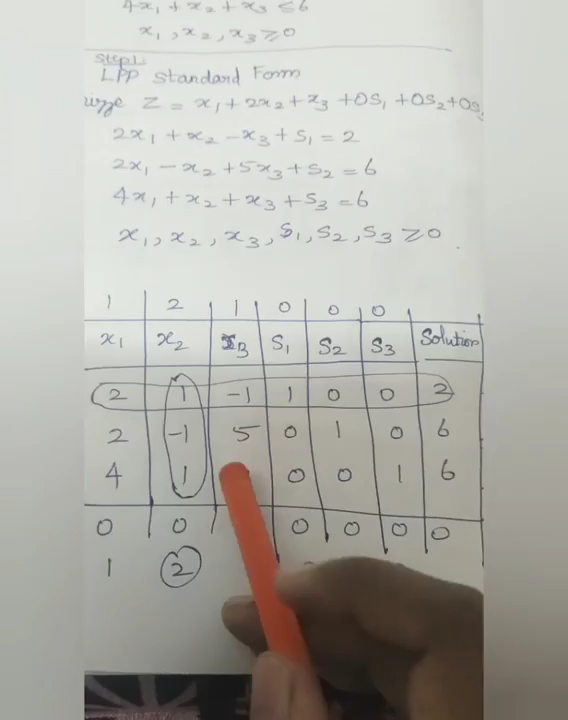 4x₁ + x₂ + x₃ ≤ 6
x₁, x₂, x₃ ≥ 0
Step1:
LPP Standard Form
Z = x₁ + 2x₂ + x₃ + 0S₁ + 0S₂ + 0S
2x₁ + x₂ - x₃ + S₁ = 2
2x₁ - x₂ + 5x₃ + S₂ = 6
4x₁ + x₂ + x₃ + S₃ = 6
x₁, x₂, x₃, S₁, S₂, S₃ ≥ 0
1 2 1 0 0 0
x₁ x₂ x₃ S₁ S₂ S₃ Solution
2 1 -1 1 0 0 2
2 -1 5 0 1 0 6
4 1 0 0 1 6
0 0 0 0 0 0
1 2